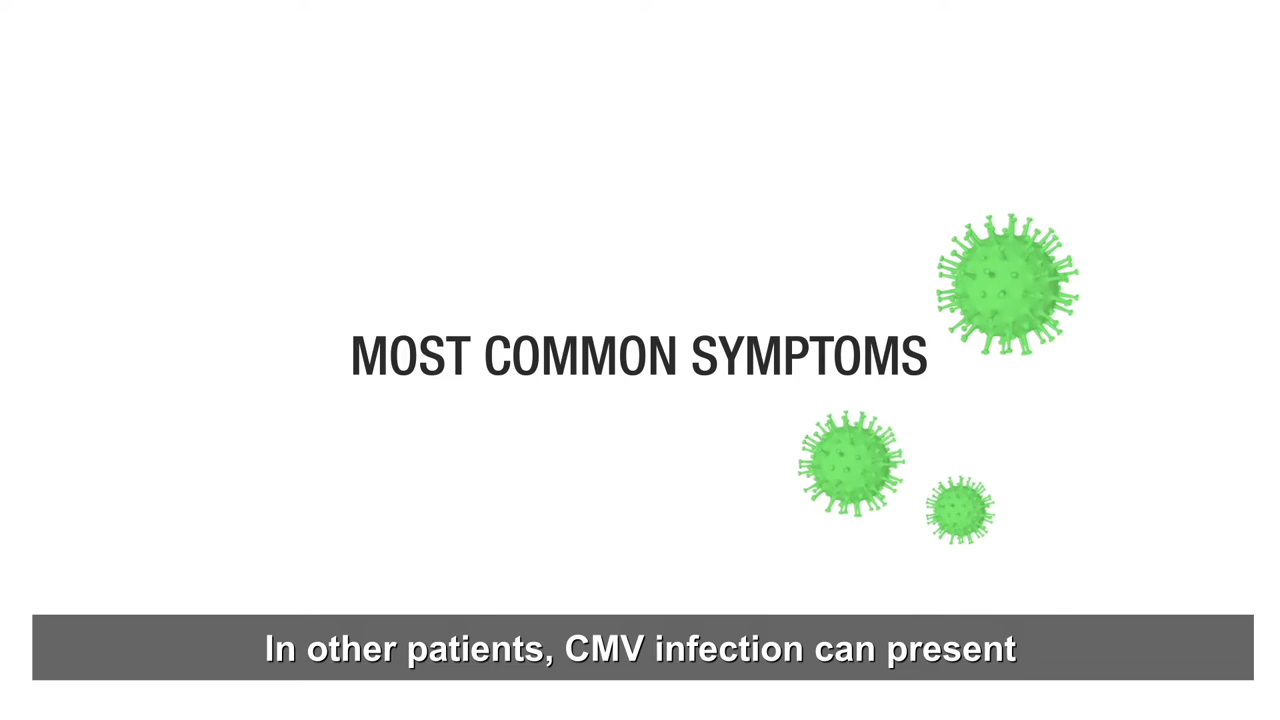 MOST COMMON SYMPTOMS
In other patients, CMV infection can present